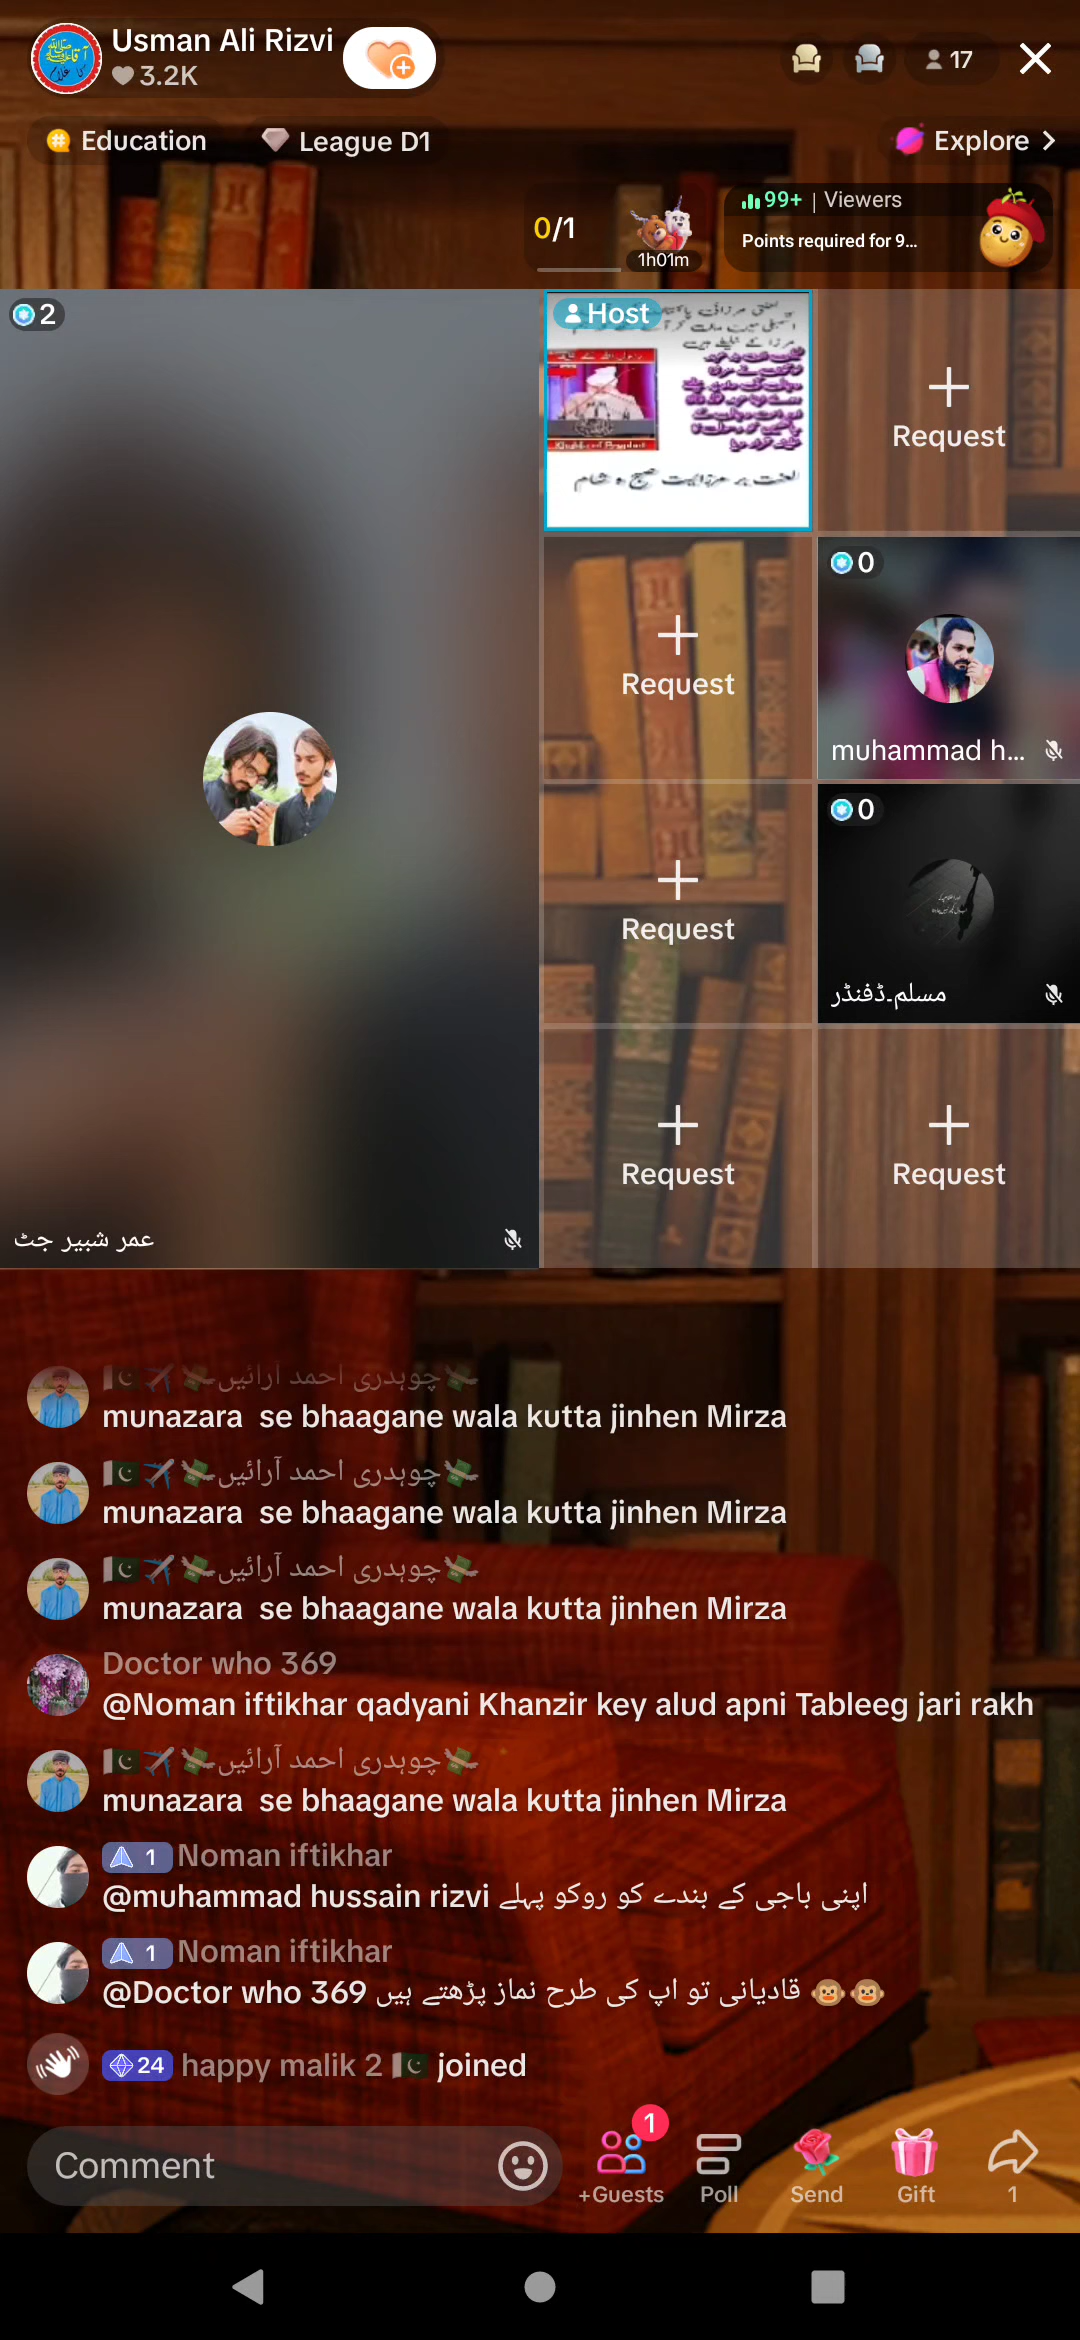 Usman Ali Rizvi
3.2K
17
Education
League D1
Explore
0/1
1h01m
99+ | Viewers
Points required for 9...
2
Host
لعنت بر مرزایت صبح و شام
Request
Request
0
muhammad h...
Request
0
مسلم۔ڈفنڈر
Request
Request
عمر شبیر جٹ
چوہدری احمد آرائیں
munazara se bhaagane wala kutta jinhen Mirza
چوہدری احمد آرائیں
munazara se bhaagane wala kutta jinhen Mirza
چوہدری احمد آرائیں
munazara se bhaagane wala kutta jinhen Mirza
Doctor who 369
@Noman iftikhar qadyani Khanzir key alud apni Tableeg jari rakh
چوہدری احمد آرائیں
munazara se bhaagane wala kutta jinhen Mirza
1 Noman iftikhar
@muhammad hussain rizvi اپنی باجی کے بندے کو روکو پہلے
1 Noman iftikhar
@Doctor who 369 قادیانی تو اپ کی طرح نماز پڑھتے ہیں 🐵🐵
24 happy malik 2 🇵🇰 joined
Comment
1
+Guests
Poll
Send
Gift
1